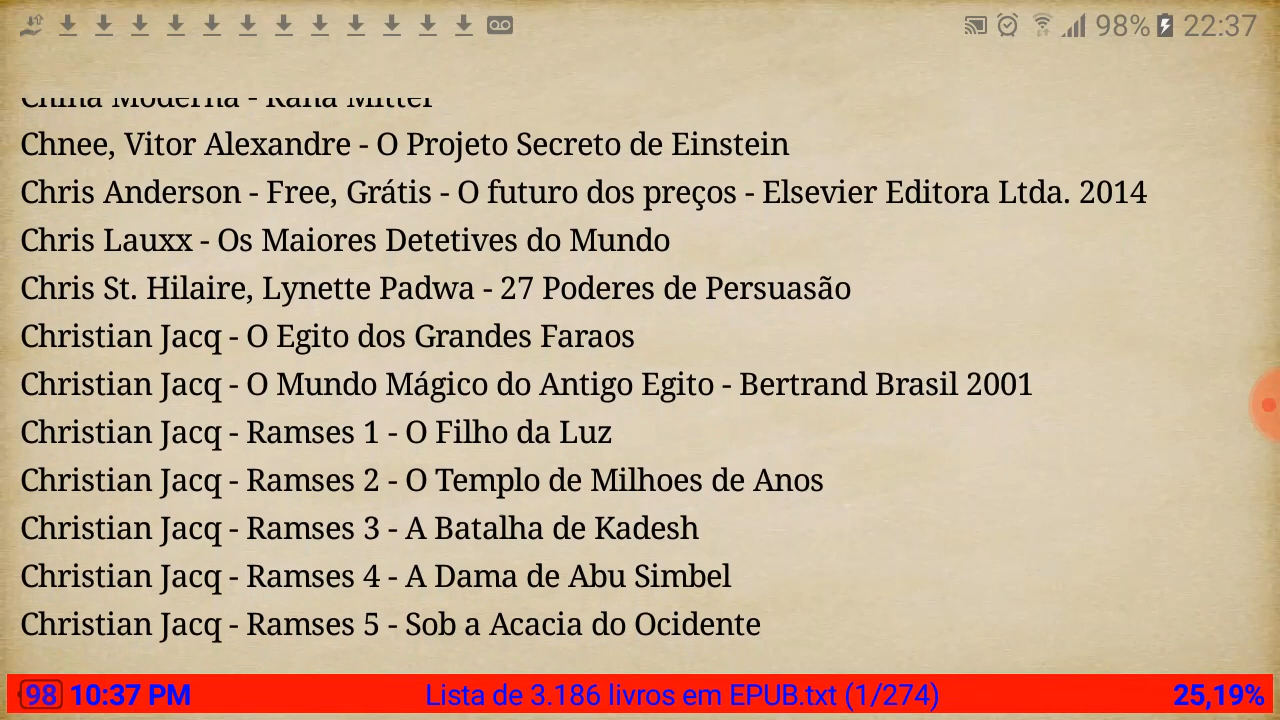 98% 22:37
China Moderna - Rana Mitter
Chnee, Vitor Alexandre - O Projeto Secreto de Einstein
Chris Anderson - Free, Grátis - O futuro dos preços - Elsevier Editora Ltda. 2014
Chris Lauxx - Os Maiores Detetives do Mundo
Chris St. Hilaire, Lynette Padwa - 27 Poderes de Persuasão
Christian Jacq - O Egito dos Grandes Faraos
Christian Jacq - O Mundo Mágico do Antigo Egito - Bertrand Brasil 2001
Christian Jacq - Ramses 1 - O Filho da Luz
Christian Jacq - Ramses 2 - O Templo de Milhoes de Anos
Christian Jacq - Ramses 3 - A Batalha de Kadesh
Christian Jacq - Ramses 4 - A Dama de Abu Simbel
Christian Jacq - Ramses 5 - Sob a Acacia do Ocidente
98 10:37 PM Lista de 3.186 livros em EPUB.txt (1/274) 25,19%